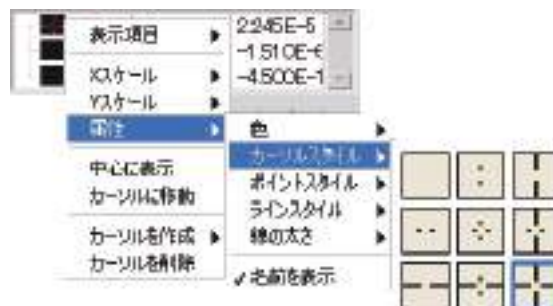 表示項目
Xスケール
Yスケール
属性
中心に表示
カーソルに移動
カーソルを作成
カーソルを削除
2.245E-5
-1.510E-6
-4.500E-1
色
カーソルスタイル
ポイントスタイル
ラインスタイル
線の太さ
✓名前を表示